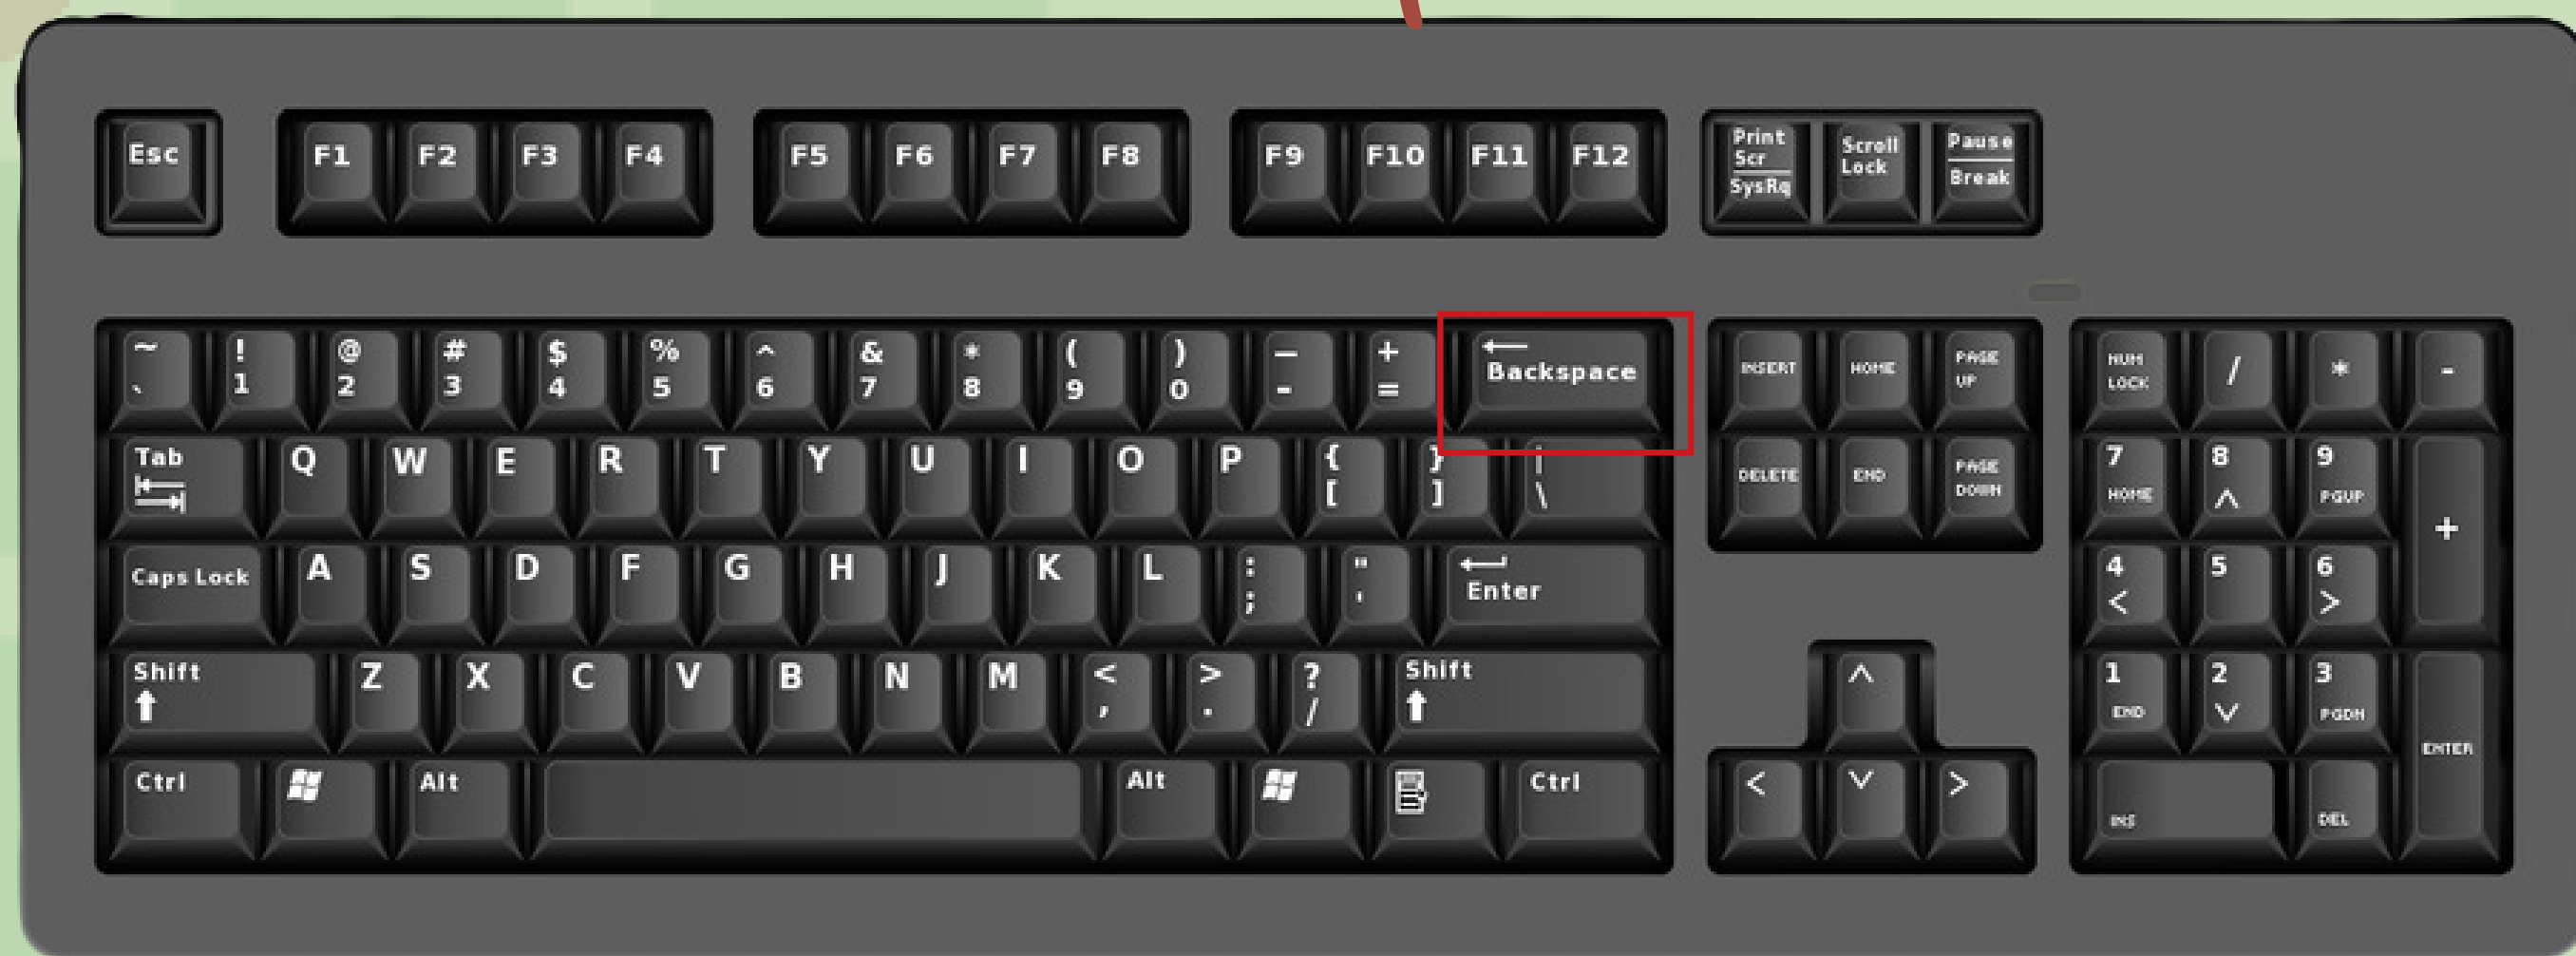 Esc F1 F2 F3 F4 F5 F6 F7 F8 F9 F10 F11 F12
Print
Scr
SysRq
Scroll
Lock
Pause
Break
~ ! @ # $ % ^ & * ( ) — +
` 1 2 3 4 5 6 7 8 9 0 - =
← Backspace
INSERT HOME PAGE UP
NUM LOCK / * -
Tab Q W E R T Y U I O P { [ } ] | \
DELETE END PAGE DOWN
7 HOME 8 ^ 9 PGUP +
Caps Lock A S D F G H J K L : ; " ' Enter
4 < 5 6 >
Shift Z X C V B N M < , > . ? / Shift
^
1 END 2 v 3 PGDN ENTER
Ctrl Alt Alt Ctrl
< v >
INS DEL